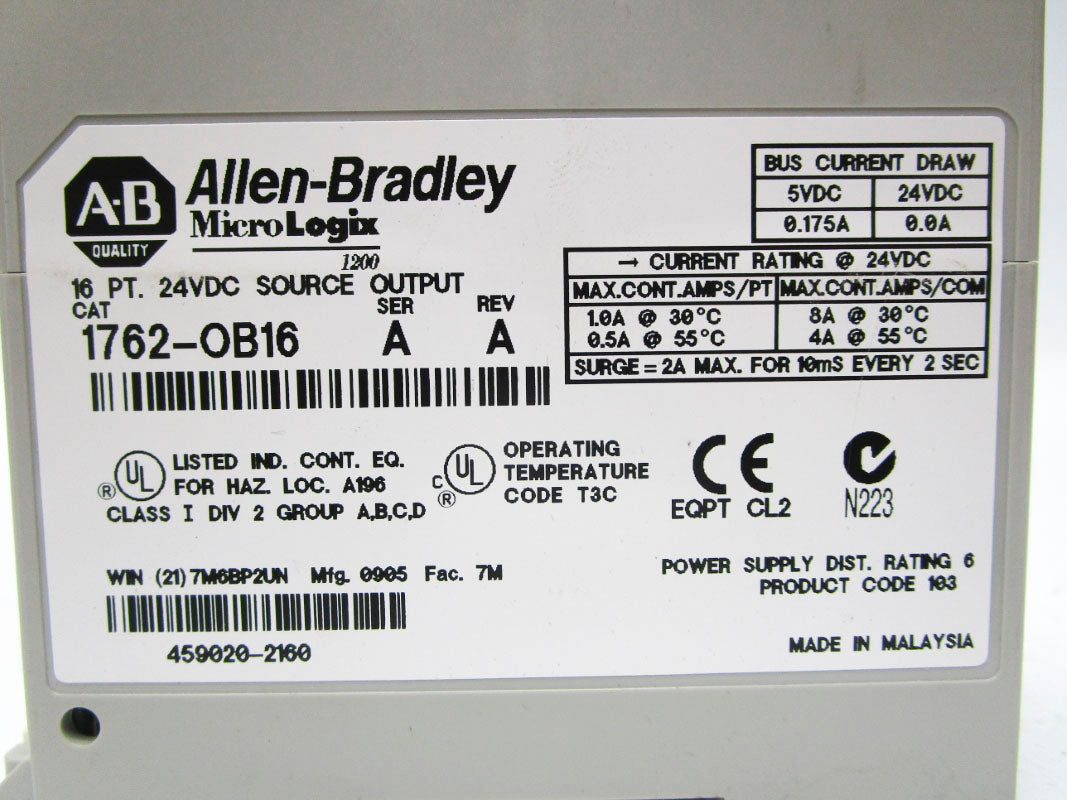 A·B
QUALITY
Allen-Bradley
MicroLogix
1200
16 PT. 24VDC SOURCE OUTPUT
CAT SER REV
1762-OB16 A A
BUS CURRENT DRAW
5VDC 24VDC
0.175A 0.0A
→ CURRENT RATING @ 24VDC
MAX.CONT.AMPS/PT MAX.CONT.AMPS/COM
1.0A @ 30°C 8A @ 30°C
0.5A @ 55°C 4A @ 55°C
SURGE = 2A MAX. FOR 10mS EVERY 2 SEC
UL ®
LISTED IND. CONT. EQ.
FOR HAZ. LOC. A196
CLASS I DIV 2 GROUP A,B,C,D
C UL ®
OPERATING
TEMPERATURE
CODE T3C
CE
EQPT CL2
N223
WIN (21) 7M6BP2UN Mfg. 0905 Fac. 7M
459020-2160
POWER SUPPLY DIST. RATING 6
PRODUCT CODE 103
MADE IN MALAYSIA